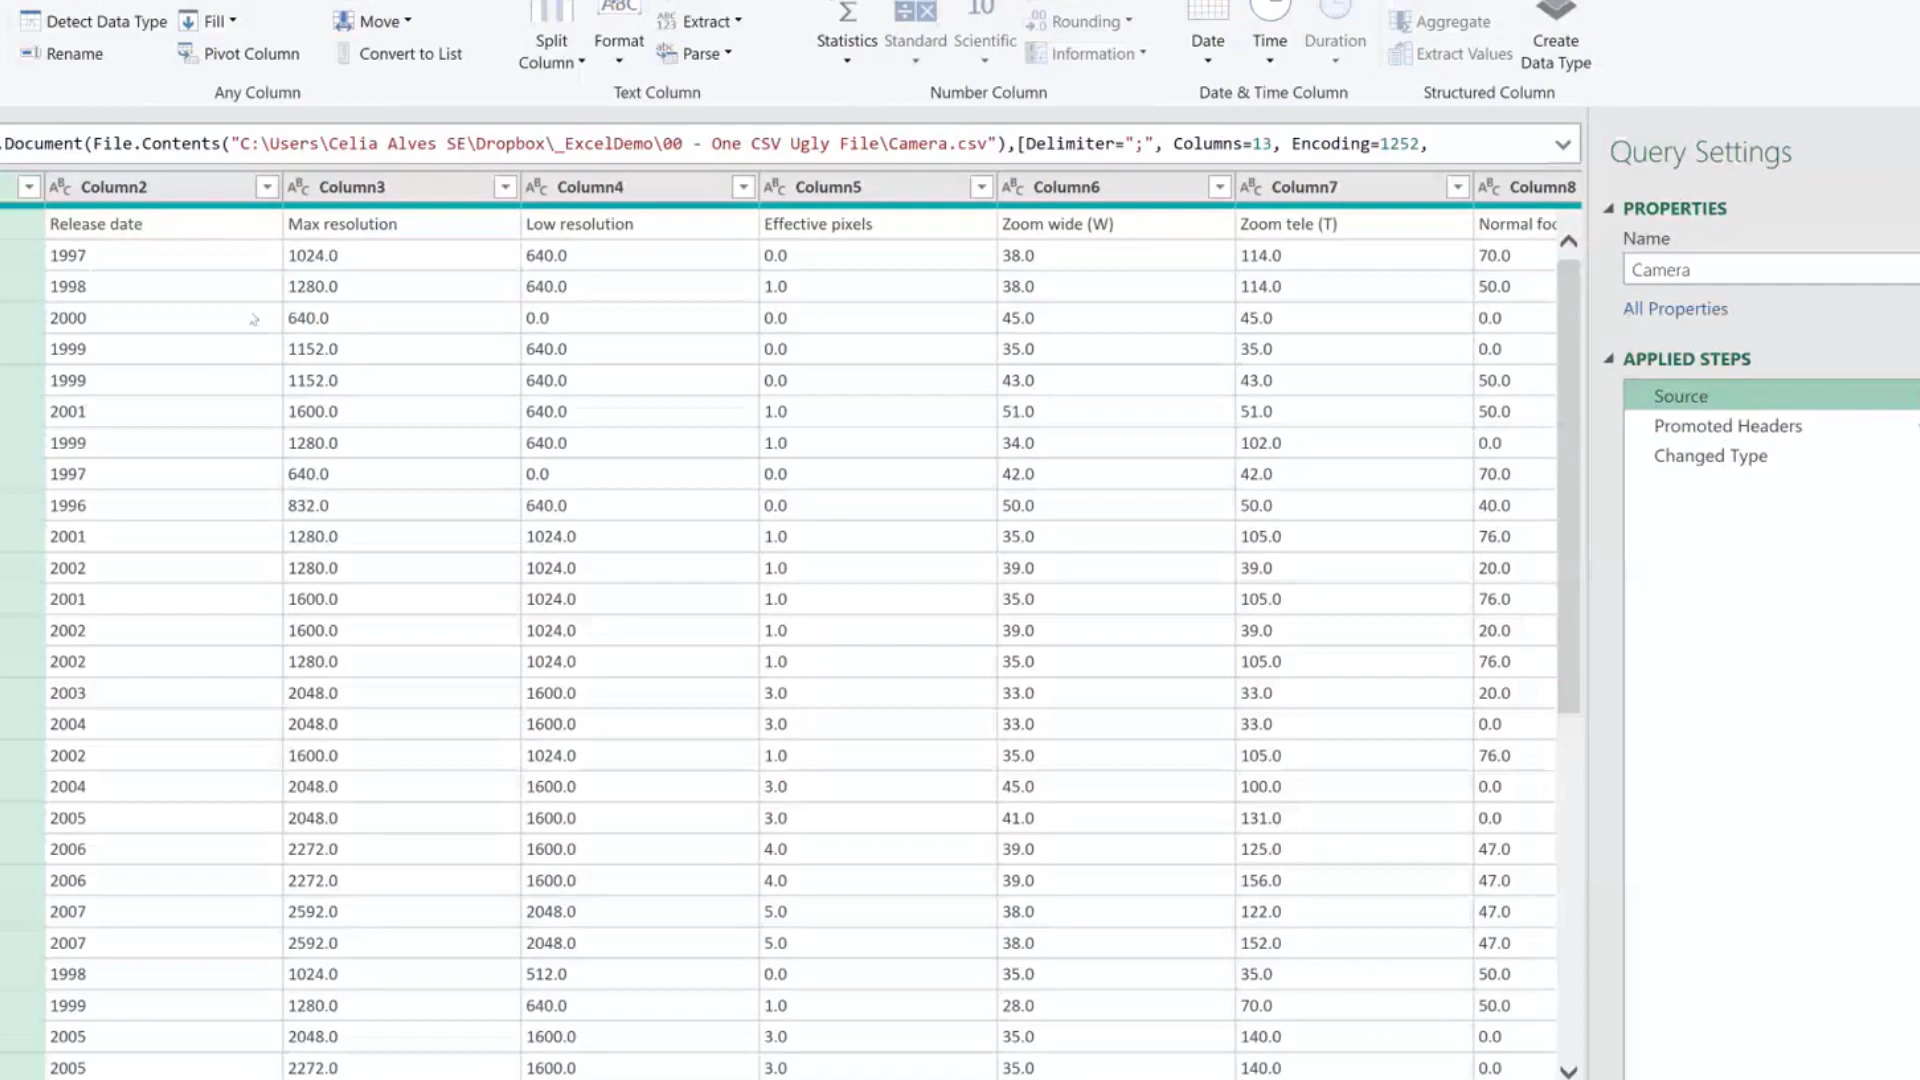 Detect Data Type Fill Move Extract Rounding Aggregate
Rename Pivot Column Convert to List Split Column Format Parse Statistics Standard Scientific 10 Information Date Time Duration Extract Values Create Data Type
Any Column Text Column Number Column Date & Time Column Structured Column
.Document(File.Contents("C:\Users\Celia Alves SE\Dropbox\_ExcelDemo\00 - One CSV Ugly File\Camera.csv"),[Delimiter=";", Columns=13, Encoding=1252,
Column2 Column3 Column4 Column5 Column6 Column7 Column8
Release date Max resolution Low resolution Effective pixels Zoom wide (W) Zoom tele (T) Normal foc
1997 1024.0 640.0 0.0 38.0 114.0 70.0
1998 1280.0 640.0 1.0 38.0 114.0 50.0
2000 640.0 0.0 0.0 45.0 45.0 0.0
1999 1152.0 640.0 0.0 35.0 35.0 0.0
1999 1152.0 640.0 0.0 43.0 43.0 50.0
2001 1600.0 640.0 1.0 51.0 51.0 50.0
1999 1280.0 640.0 1.0 34.0 102.0 0.0
1997 640.0 0.0 0.0 42.0 42.0 70.0
1996 832.0 640.0 0.0 50.0 50.0 40.0
2001 1280.0 1024.0 1.0 35.0 105.0 76.0
2002 1280.0 1024.0 1.0 39.0 39.0 20.0
2001 1600.0 1024.0 1.0 35.0 105.0 76.0
2002 1600.0 1024.0 1.0 39.0 39.0 20.0
2002 1280.0 1024.0 1.0 35.0 105.0 76.0
2003 2048.0 1600.0 3.0 33.0 33.0 20.0
2004 2048.0 1600.0 3.0 33.0 33.0 0.0
2002 1600.0 1024.0 1.0 35.0 105.0 76.0
2004 2048.0 1600.0 3.0 45.0 100.0 0.0
2005 2048.0 1600.0 3.0 41.0 131.0 0.0
2006 2272.0 1600.0 4.0 39.0 125.0 47.0
2006 2272.0 1600.0 4.0 39.0 156.0 47.0
2007 2592.0 2048.0 5.0 38.0 122.0 47.0
2007 2592.0 2048.0 5.0 38.0 152.0 47.0
1998 1024.0 512.0 0.0 35.0 35.0 50.0
1999 1280.0 640.0 1.0 28.0 70.0 50.0
2005 2048.0 1600.0 3.0 35.0 140.0 0.0
2005 2272.0 1600.0 3.0 35.0 140.0 0.0
Query Settings
PROPERTIES
Name
Camera
All Properties
APPLIED STEPS
Source
Promoted Headers
Changed Type